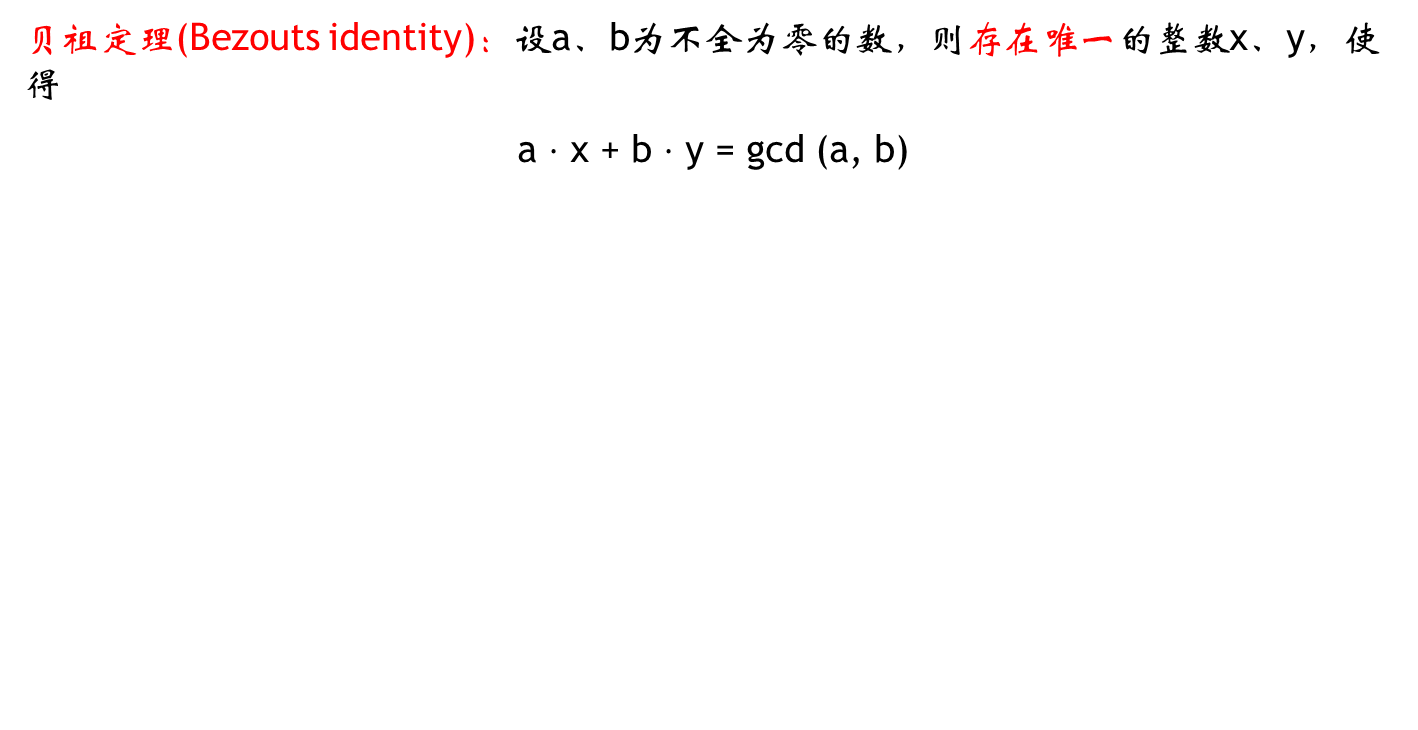 贝祖定理(Bezouts identity)：设a、b为不全为零的数，则存在唯一的整数x、y，使
得
a · x + b · y = gcd (a, b)